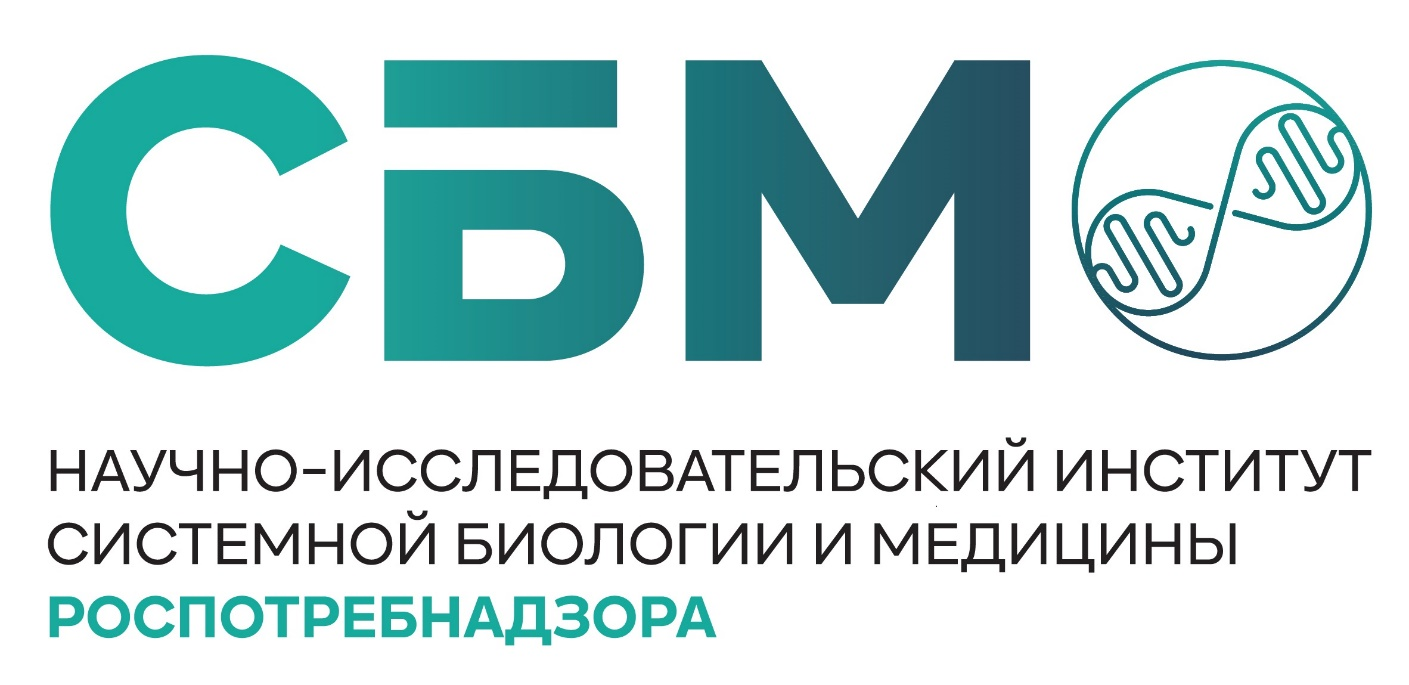 СБМ
НАУЧНО-ИССЛЕДОВАТЕЛЬСКИЙ ИНСТИТУТ
СИСТЕМНОЙ БИОЛОГИИ И МЕДИЦИНЫ
РОСПОТРЕБНАДЗОРА